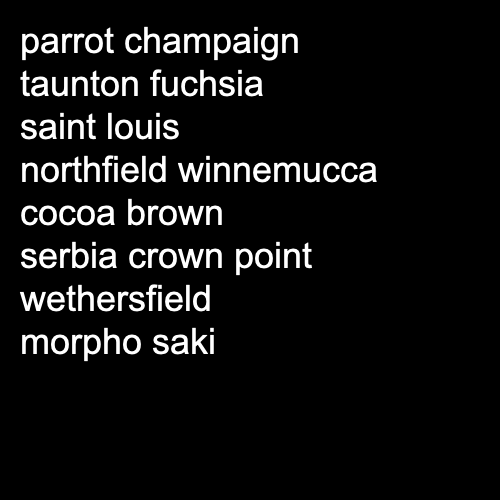 parrot champaign
taunton fuchsia
saint louis
northfield winnemucca
cocoa brown
serbia crown point
wethersfield
morpho saki